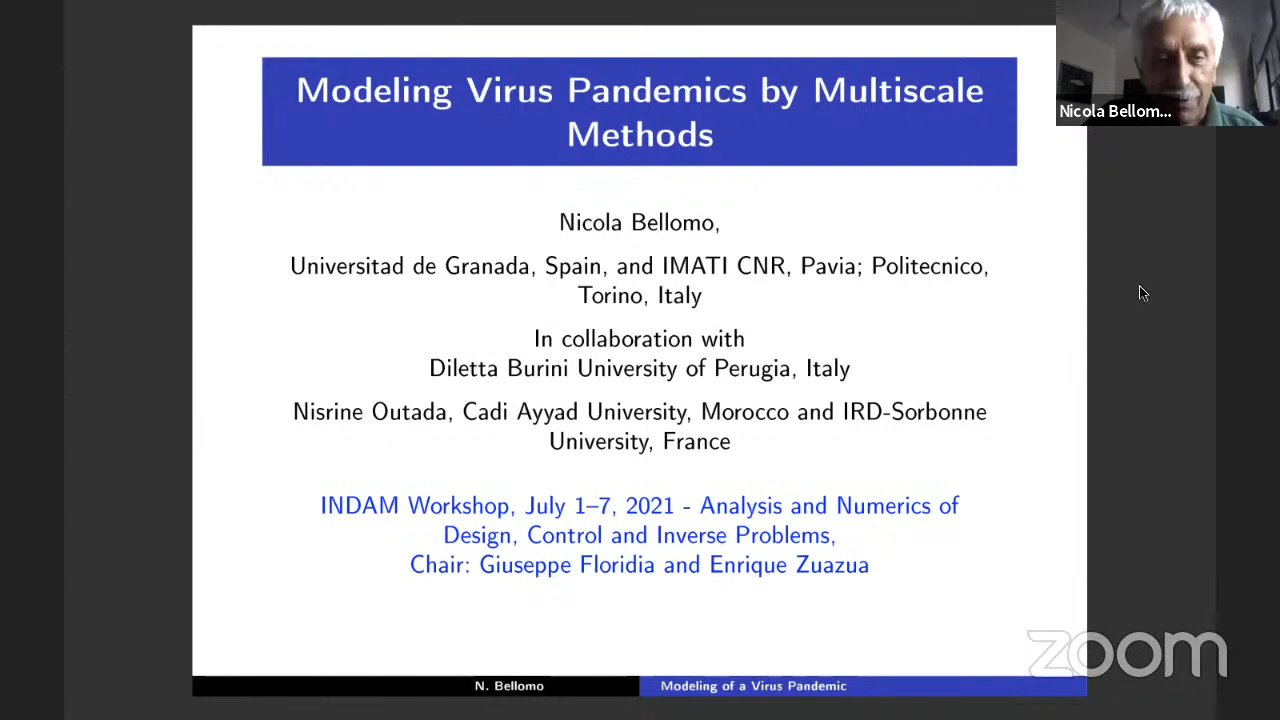 Modeling Virus Pandemics by Multiscale
Methods
Nicola Bellom...
Nicola Bellomo,
Universitad de Granada, Spain, and IMATI CNR, Pavia; Politecnico,
Torino, Italy
In collaboration with
Diletta Burini University of Perugia, Italy
Nisrine Outada, Cadi Ayyad University, Morocco and IRD-Sorbonne
University, France
INDAM Workshop, July 1–7, 2021 - Analysis and Numerics of
Design, Control and Inverse Problems,
Chair: Giuseppe Floridia and Enrique Zuazua
zoom
N. Bellomo
Modeling of a Virus Pandemic